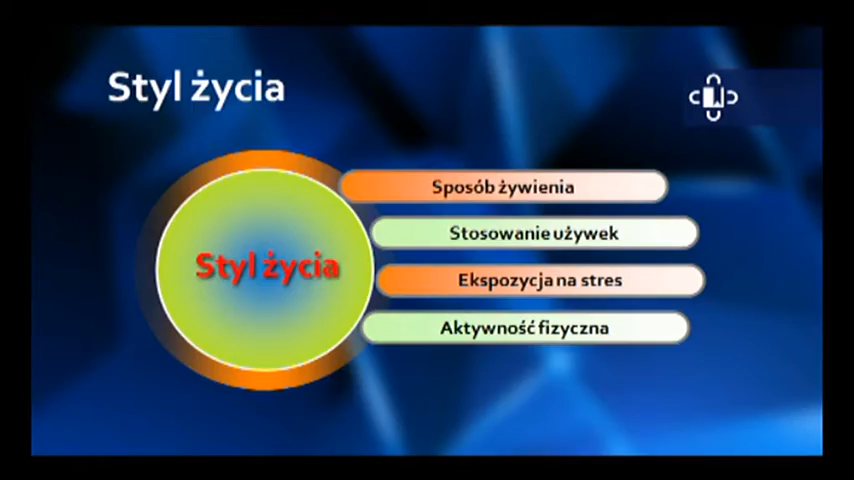 Styl życia
Styl życia
Sposób żywienia
Stosowanie używek
Ekspozycja na stres
Aktywność fizyczna